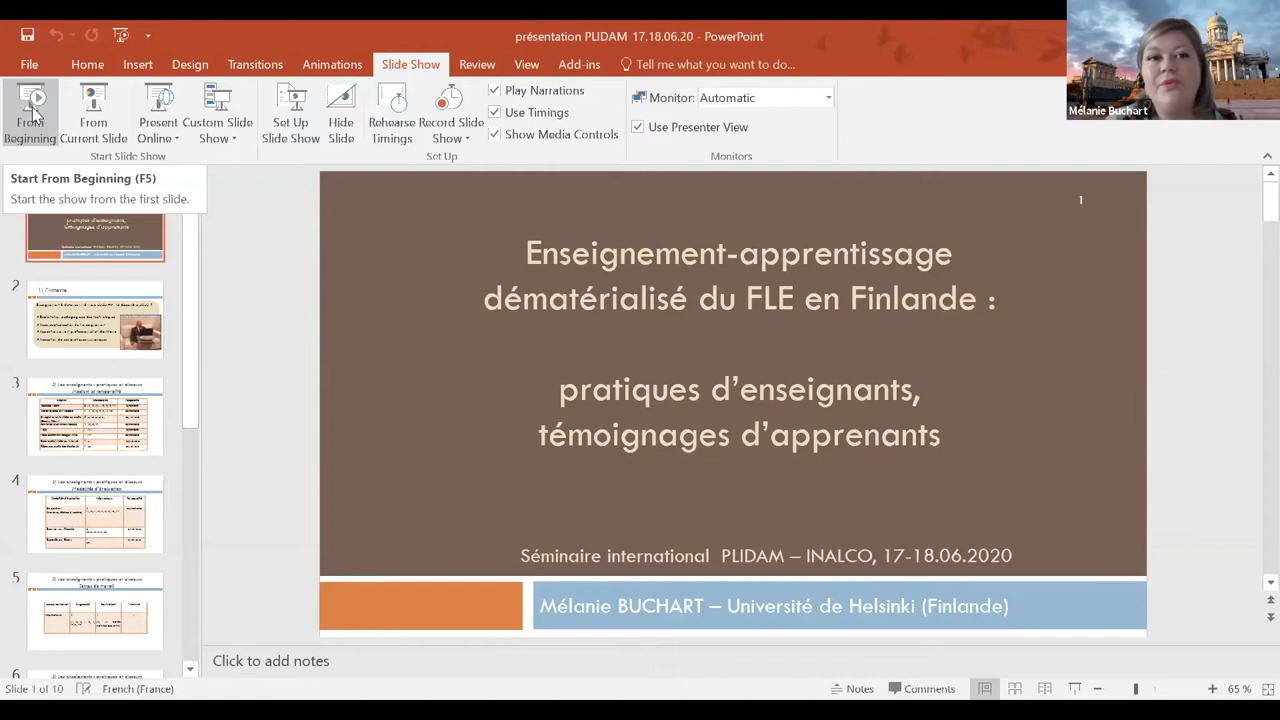 présentation PLIDAM 17.18.06.20 - PowerPoint
File Home Insert Design Transitions Animations Slide Show Review View Add-ins Tell me what you want to do...
From Beginning
From Current Slide
Present Online
Custom Slide Show
Start Slide Show
Set Up Slide Show
Hide Slide
Rehearse Timings
Record Slide Show
Play Narrations
Use Timings
Show Media Controls
Set Up
Monitor: Automatic
Use Presenter View
Monitors
Mélanie Buchart
Start From Beginning (F5)
Start the show from the first slide.
2
3
4
5
6
1
Enseignement-apprentissage
dématérialisé du FLE en Finlande :
pratiques d’enseignants,
témoignages d’apprenants
Séminaire international PLIDAM – INALCO, 17-18.06.2020
Mélanie BUCHART – Université de Helsinki (Finlande)
Click to add notes
Slide 1 of 10 French (France) Notes Comments 65 %